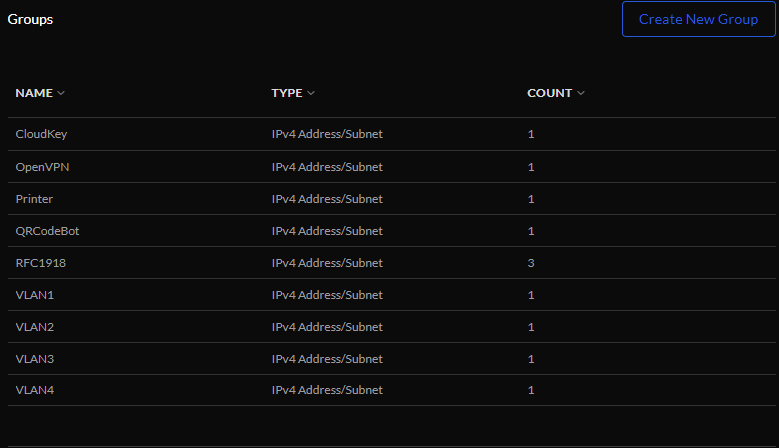 Groups
Create New Group
NAME TYPE COUNT
CloudKey IPv4 Address/Subnet 1
OpenVPN IPv4 Address/Subnet 1
Printer IPv4 Address/Subnet 1
QRCodeBot IPv4 Address/Subnet 1
RFC1918 IPv4 Address/Subnet 3
VLAN1 IPv4 Address/Subnet 1
VLAN2 IPv4 Address/Subnet 1
VLAN3 IPv4 Address/Subnet 1
VLAN4 IPv4 Address/Subnet 1